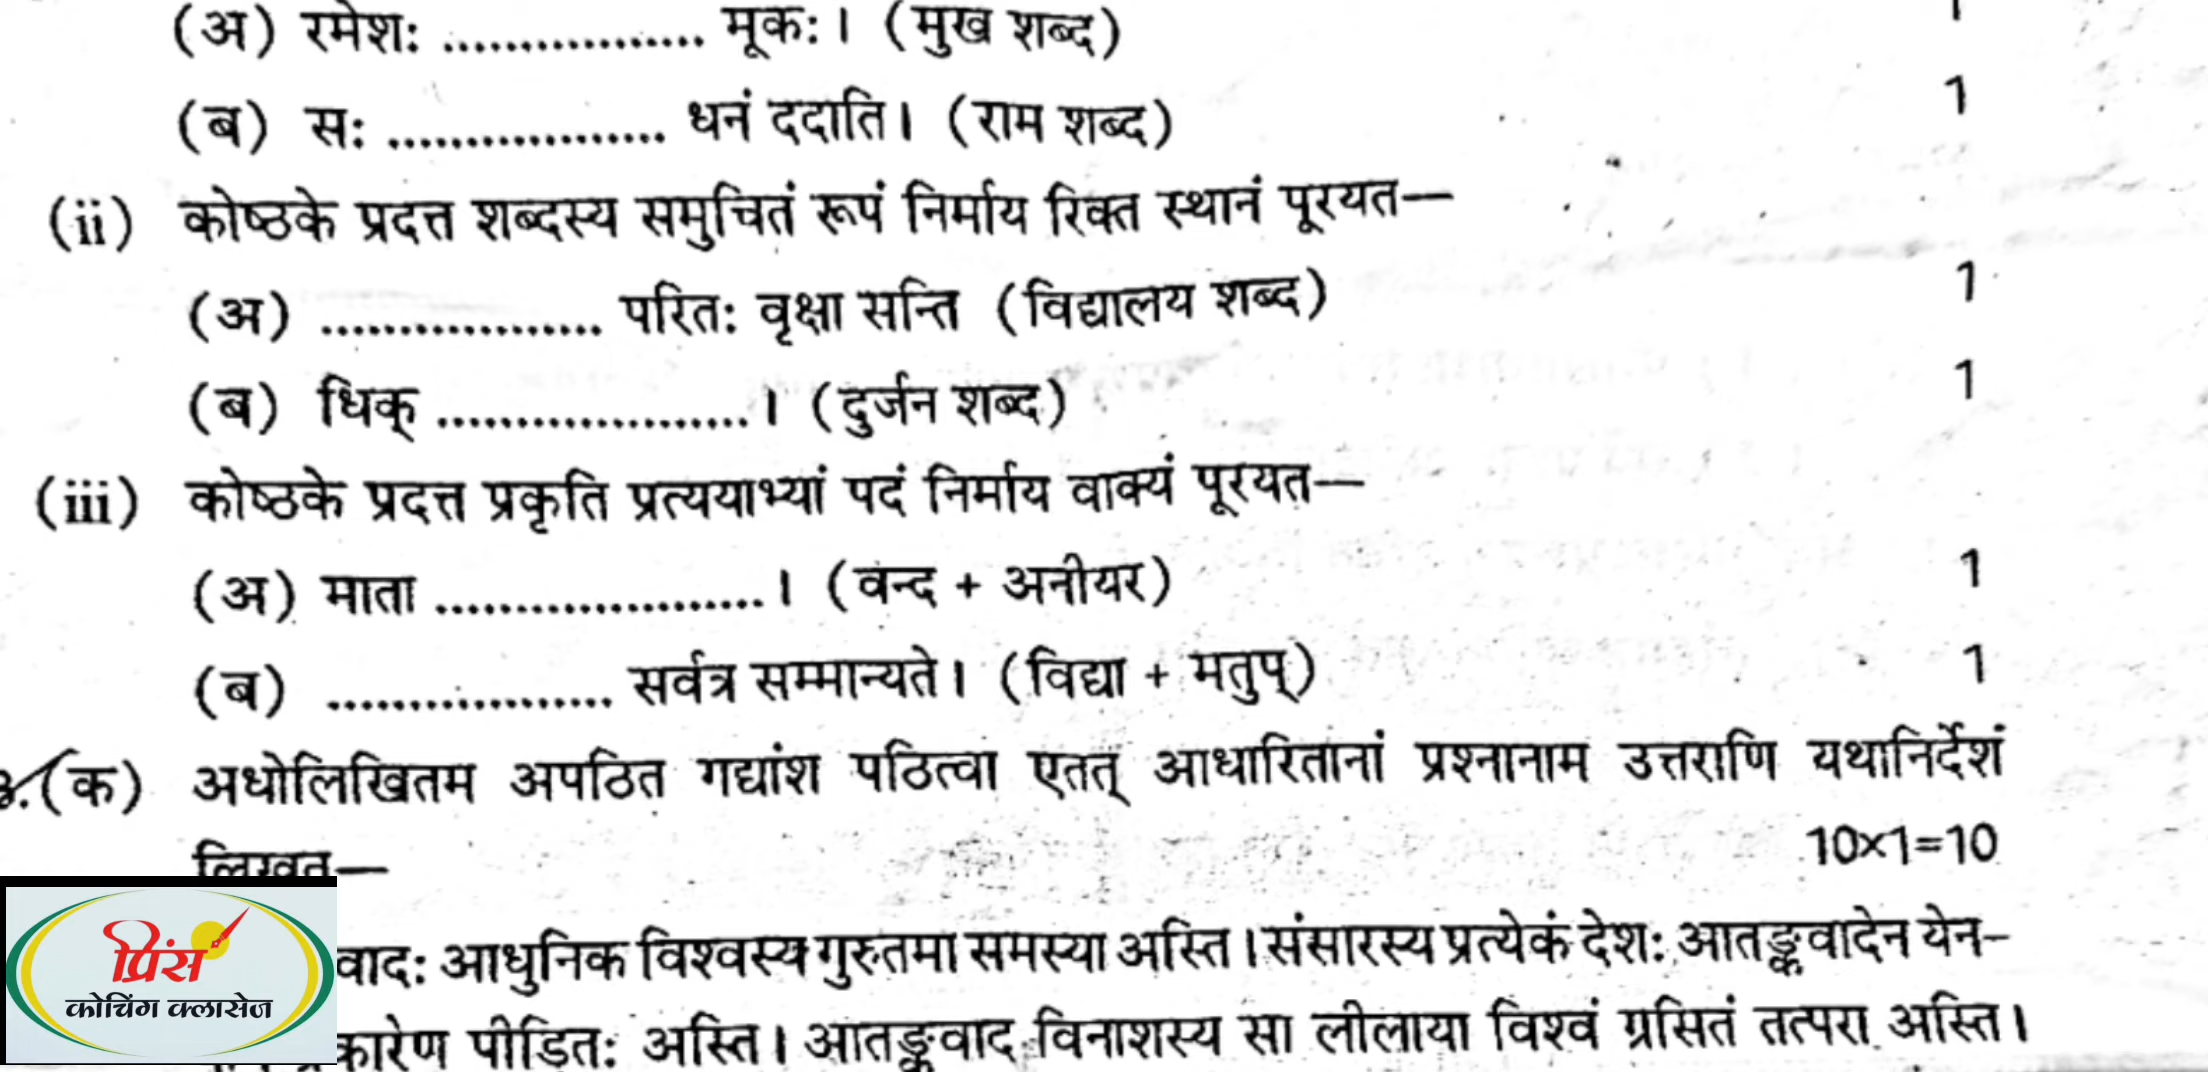 (अ) रमेशः .................. मूकः। (मुख शब्द) 1
(ब) सः .................. धनं ददाति। (राम शब्द) 1
(ii) कोष्ठके प्रदत्त शब्दस्य समुचितं रूपं निर्माय रिक्त स्थानं पूरयत—
(अ) .................. परितः वृक्षा सन्ति (विद्यालय शब्द) 1
(ब) धिक् ....................। (दुर्जन शब्द) 1
(iii) कोष्ठके प्रदत्त प्रकृति प्रत्ययाभ्यां पदं निर्माय वाक्यं पूरयत—
(अ) माता .....................। (वन्द + अनीयर) 1
(ब) .................. सर्वत्र सम्मान्यते। (विद्या + मतुप्) 1
(क) अधोलिखितम अपठित गद्यांश पठित्वा एतत् आधारितानां प्रश्नानाम उत्तराणि यथानिर्देशं
लिखत— 10×1=10
वादः आधुनिक विश्वस्य गुरुतमा समस्या अस्ति। संसारस्य प्रत्येकं देशः आतङ्कवादेन येन-
कारेण पीडितः अस्ति। आतङ्कवाद विनाशस्य सा लीलाया विश्वं ग्रसितं तत्परा अस्ति।
प्रिंस
कोचिंग क्लासेज